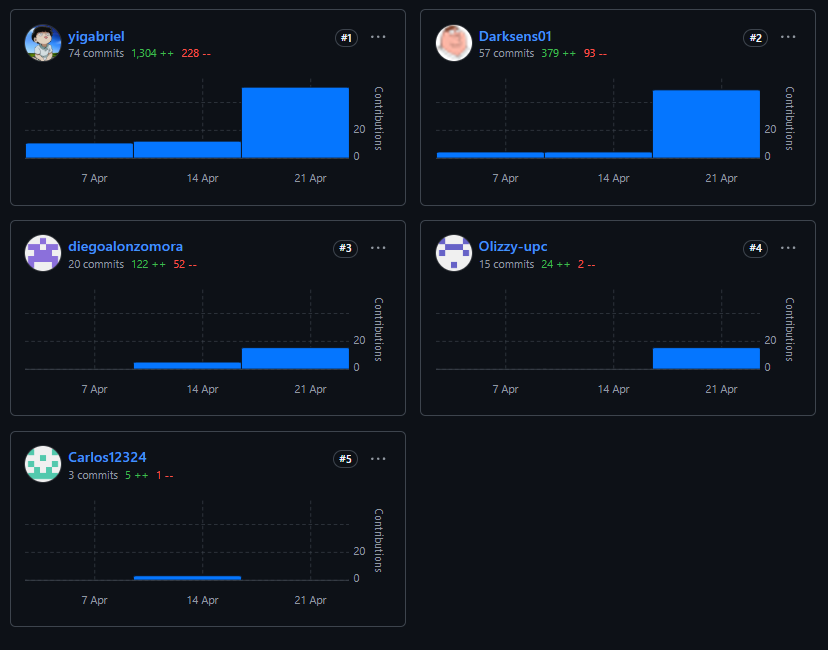 yigabriel
#1
···
74 commits 1,304 ++ 228 --
Contributions
20
0
7 Apr 14 Apr 21 Apr
Darksens01
#2
···
57 commits 379 ++ 93 --
Contributions
20
0
7 Apr 14 Apr 21 Apr
diegoalonzomora
#3
···
20 commits 122 ++ 52 --
Contributions
20
0
7 Apr 14 Apr 21 Apr
Olizzy-upc
#4
···
15 commits 24 ++ 2 --
Contributions
20
0
7 Apr 14 Apr 21 Apr
Carlos12324
#5
···
3 commits 5 ++ 1 --
Contributions
20
0
7 Apr 14 Apr 21 Apr